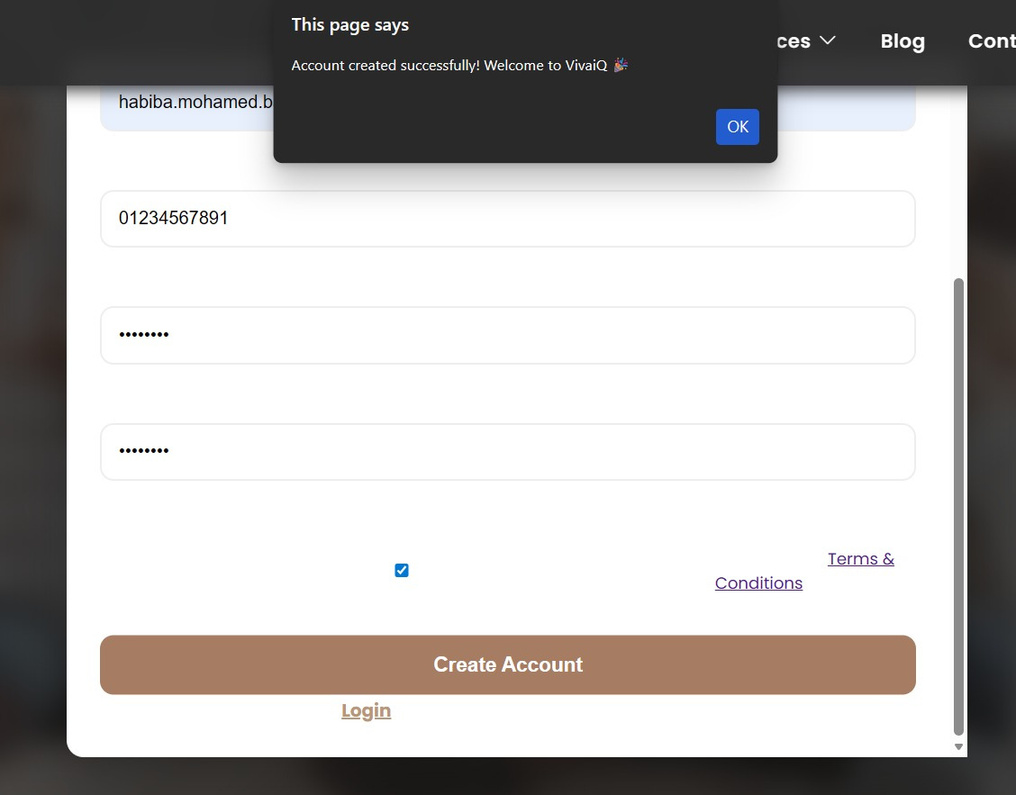 This page says
Account created successfully! Welcome to VivaiQ 🎉
OK
ces
Blog
Cont
habiba.mohamed.b
01234567891
••••••••
••••••••
Terms &
Conditions
Create Account
Login